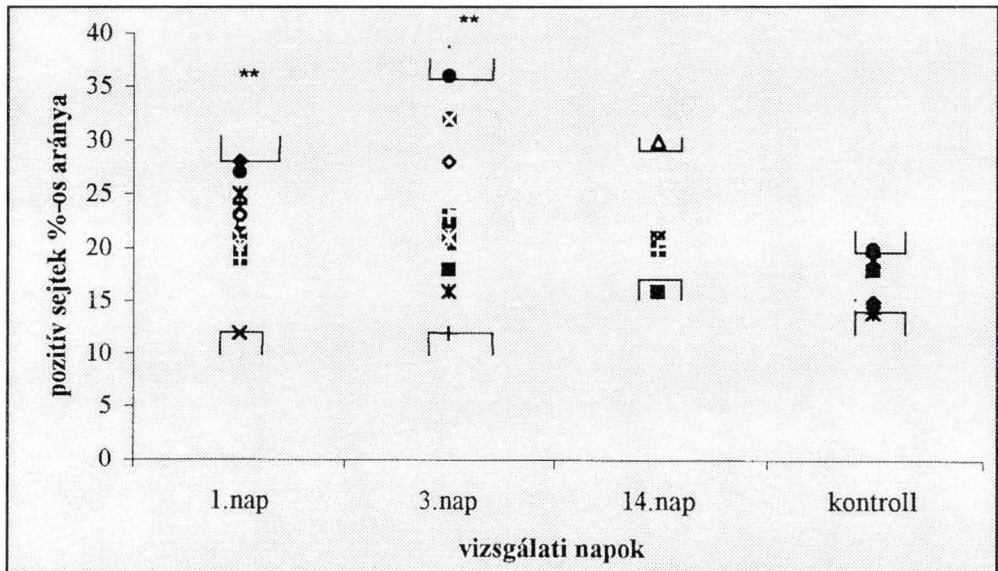 pozitív sejtek %-os aránya
40
35
30
25
20
15
10
5
0
**
**
1.nap
3.nap
14.nap
kontroll
vizsgálati napok